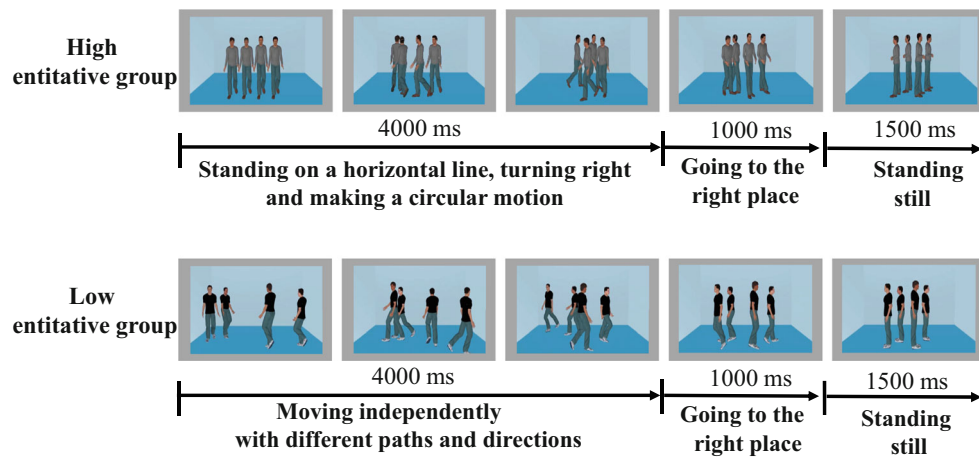 High
entitative group
4000 ms
1000 ms
1500 ms
Standing on a horizontal line, turning right
and making a circular motion
Going to the
right place
Standing
still
Low
entitative group
4000 ms
1000 ms
1500 ms
Moving independently
with different paths and directions
Going to the
right place
Standing
still